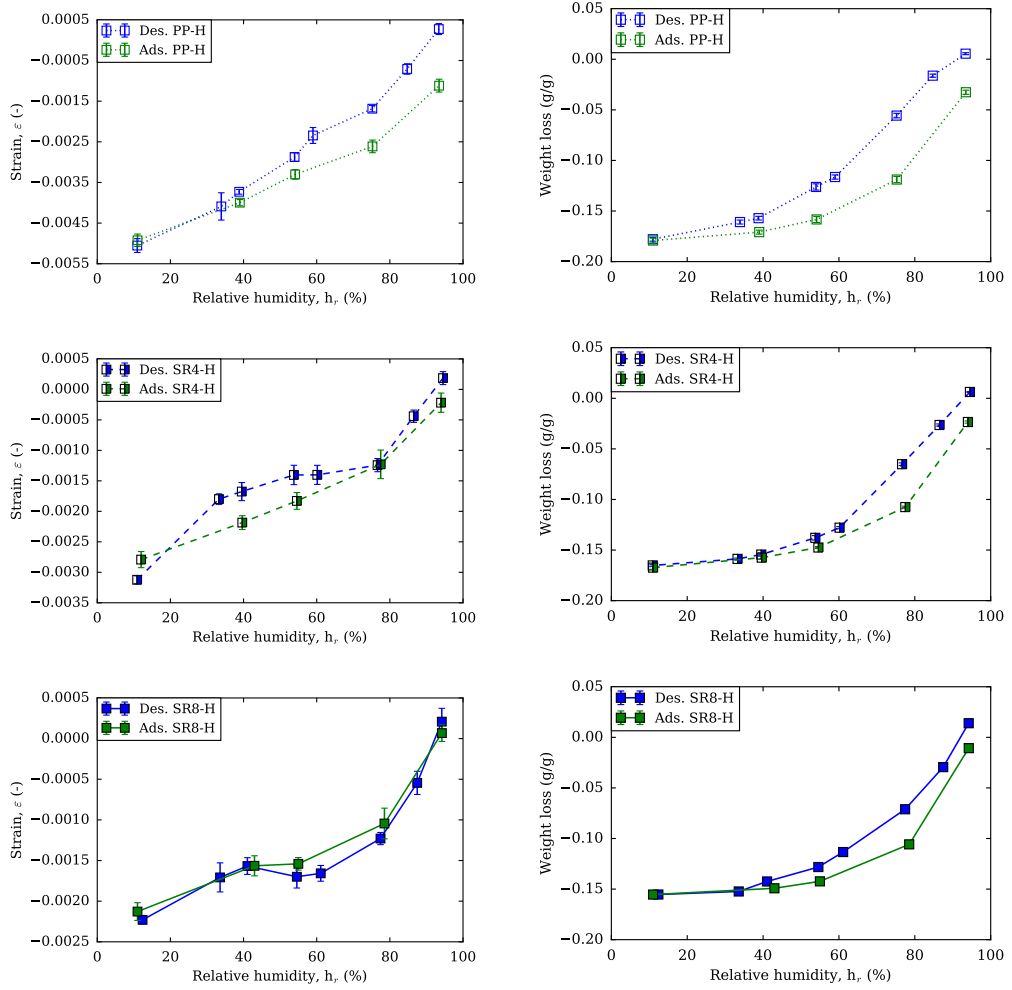 0.0005
−0.0005
−0.0015
−0.0025
−0.0035
−0.0045
−0.0055
Strain, ε (-)
Des. PP-H
Ads. PP-H
0 20 40 60 80 100
Relative humidity, hᵣ (%)
0.00
−0.05
−0.10
−0.15
−0.20
Weight loss (g/g)
Des. PP-H
Ads. PP-H
0 20 40 60 80 100
Relative humidity, hᵣ (%)
0.0005
0.0000
−0.0005
−0.0010
−0.0015
−0.0020
−0.0025
−0.0030
−0.0035
Strain, ε (-)
Des. SR4-H
Ads. SR4-H
0 20 40 60 80 100
Relative humidity, hᵣ (%)
0.05
0.00
−0.05
−0.10
−0.15
−0.20
Weight loss (g/g)
Des. SR4-H
Ads. SR4-H
0 20 40 60 80 100
Relative humidity, hᵣ (%)
0.0005
0.0000
−0.0005
−0.0010
−0.0015
−0.0020
−0.0025
Strain, ε (-)
Des. SR8-H
Ads. SR8-H
0 20 40 60 80 100
Relative humidity, hᵣ (%)
0.05
0.00
−0.05
−0.10
−0.15
−0.20
Weight loss (g/g)
Des. SR8-H
Ads. SR8-H
0 20 40 60 80 100
Relative humidity, hᵣ (%)